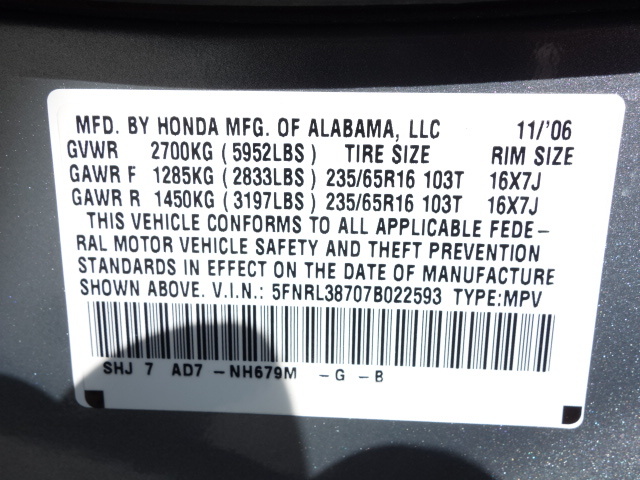 MFD. BY HONDA MFG. OF ALABAMA, LLC 11/'06
GVWR 2700KG (5952LBS) TIRE SIZE RIM SIZE
GAWR F 1285KG (2833LBS) 235/65R16 103T 16X7J
GAWR R 1450KG (3197LBS) 235/65R16 103T 16X7J
THIS VEHICLE CONFORMS TO ALL APPLICABLE FEDE-
RAL MOTOR VEHICLE SAFETY AND THEFT PREVENTION
STANDARDS IN EFFECT ON THE DATE OF MANUFACTURE
SHOWN ABOVE. V.I.N.: 5FNRL38707B022593 TYPE:MPV
SHJ 7 AD7-NH679M -G-B